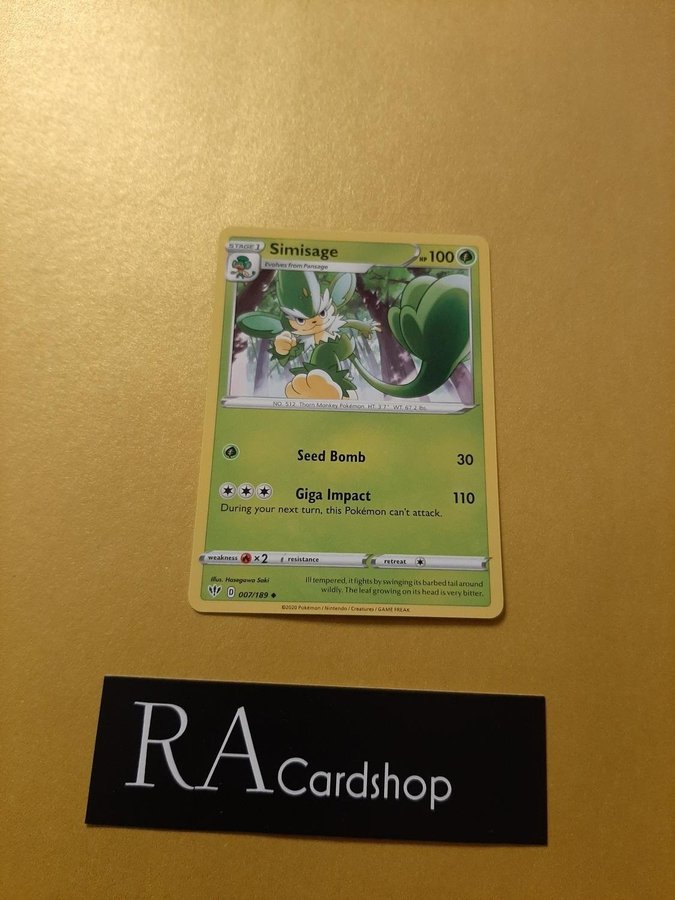 STAGE 1 Simisage HP 100
Evolves from Pansage
NO. 512 Thorn Monkey Pokémon HT: 3'7" WT: 67.2 lbs.
Seed Bomb 30
Giga Impact 110
During your next turn, this Pokémon can't attack.
weakness ×2 resistance retreat
Illus. Hasegawa Saki
Ill tempered, it fights by swinging its barbed tail around
wildly. The leaf growing on its head is very bitter.
D 007/189
©2020 Pokémon / Nintendo / Creatures / GAME FREAK
RA Cardshop